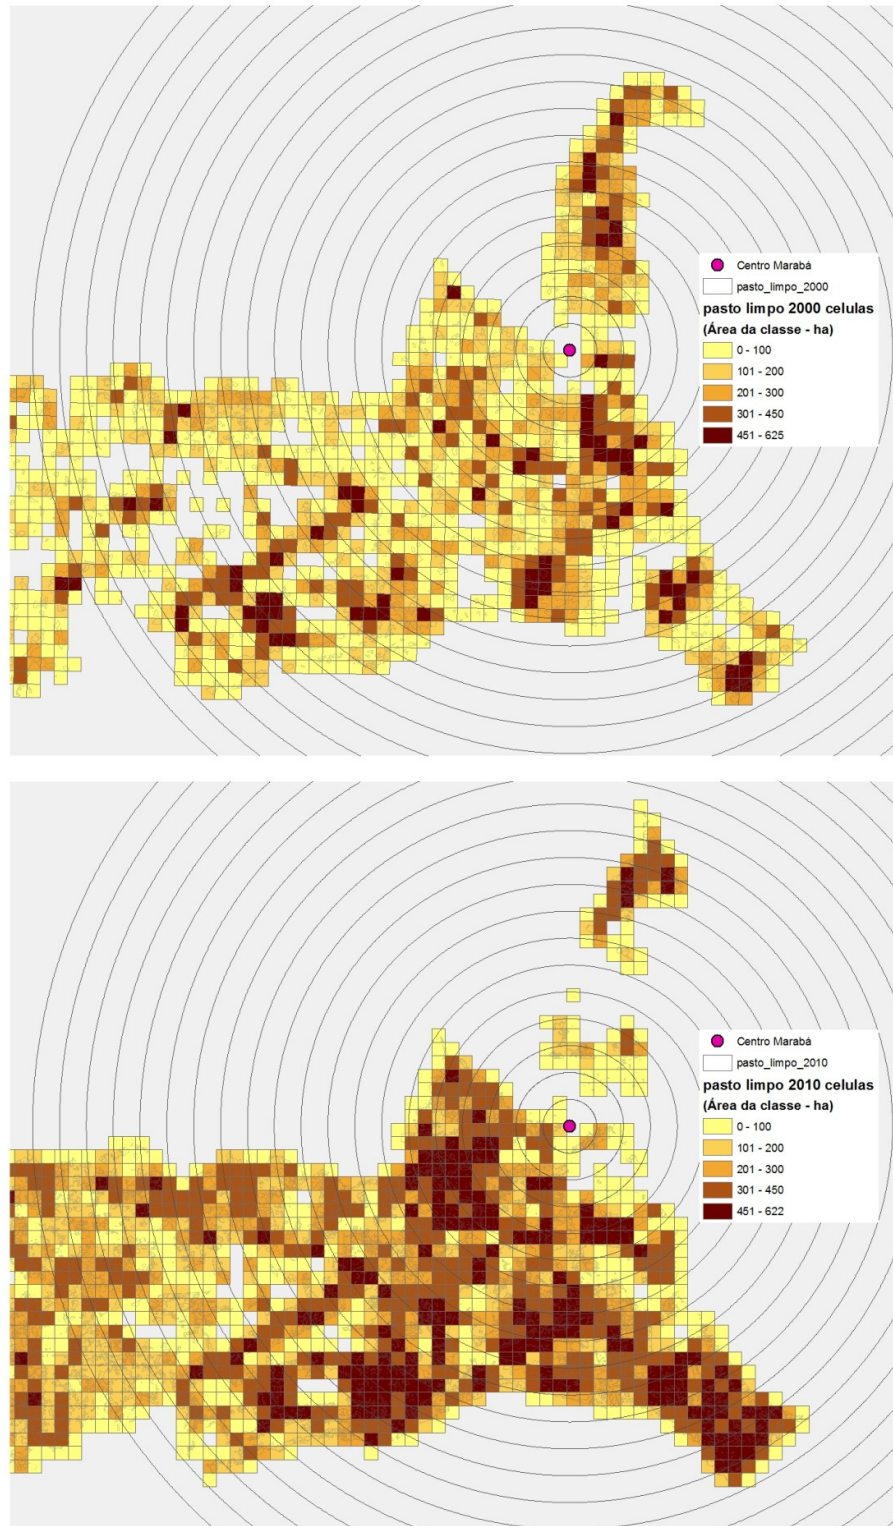 Centro Marabá
pasto_limpo_2000
pasto limpo 2000 celulas
(Área da classe - ha)
0 - 100
101 - 200
201 - 300
301 - 450
451 - 625
Centro Marabá
pasto_limpo_2010
pasto limpo 2010 celulas
(Área da classe - ha)
0 - 100
101 - 200
201 - 300
301 - 450
451 - 622